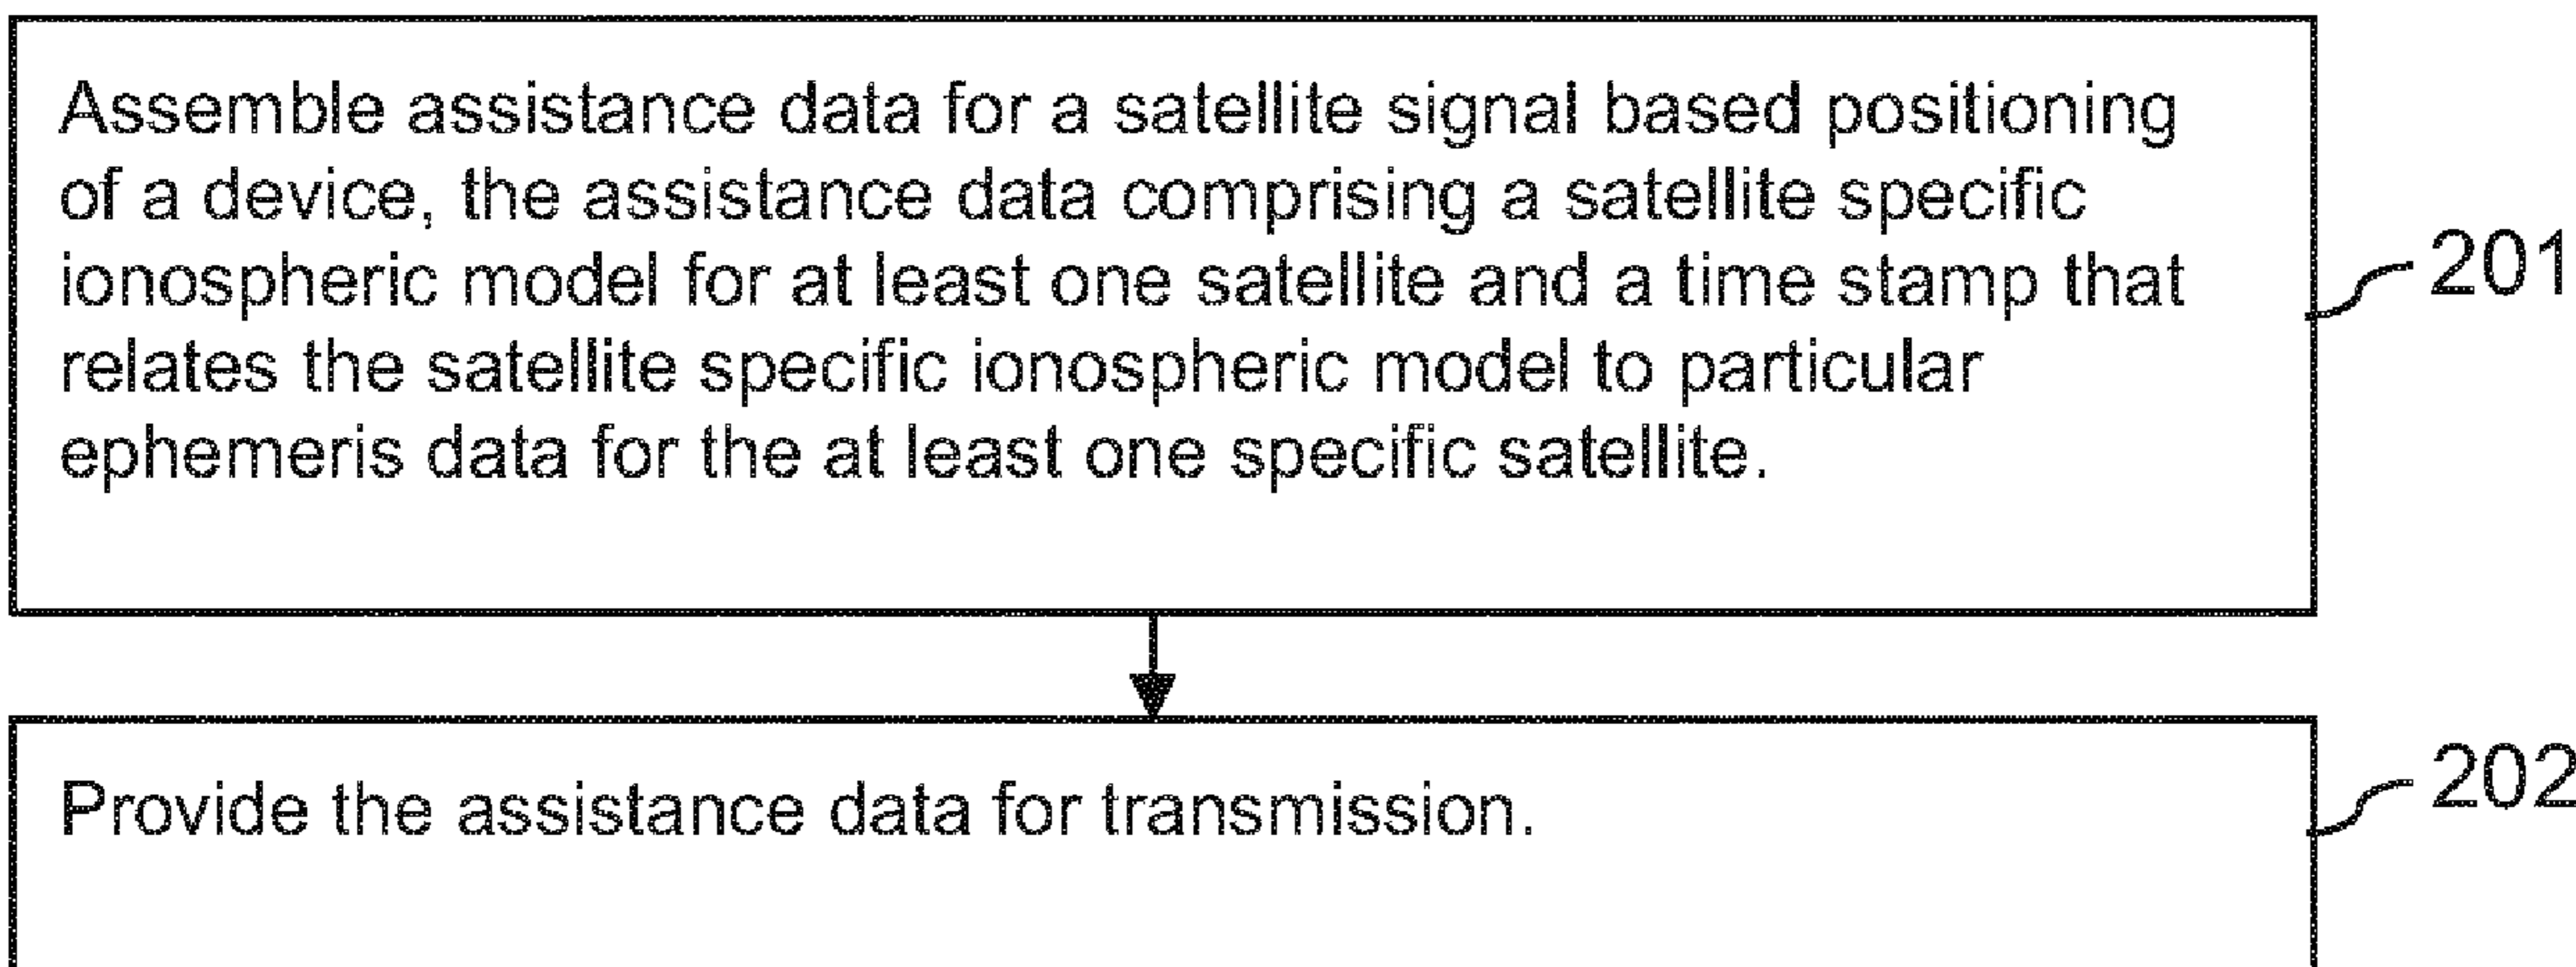 Assemble assistance data for a satellite signal based positioning
of a device, the assistance data comprising a satellite specific
ionospheric model for at least one satellite and a time stamp that
relates the satellite specific ionospheric model to particular
ephemeris data for the at least one specific satellite.
201
Provide the assistance data for transmission.
202